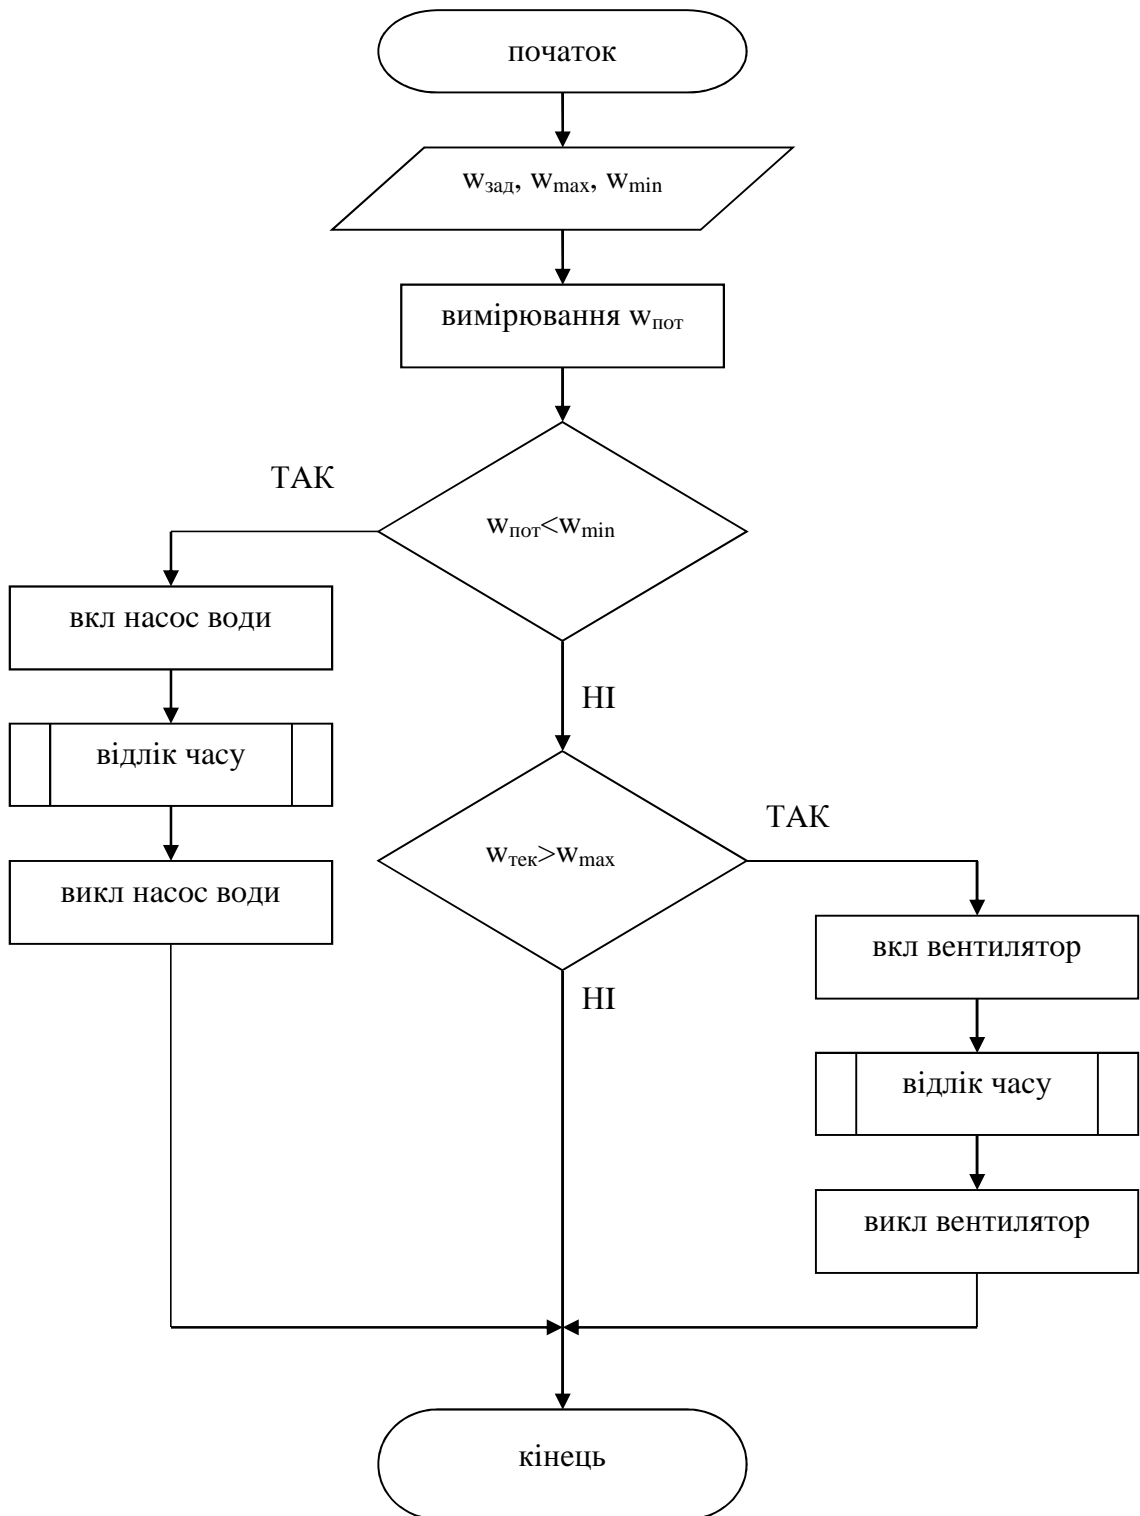 початок
wзад, wmax, wmin
вимірювання wпот
ТАК
wпот<wmin
вкл насос води
НІ
відлік часу
ТАК
wтек>wmax
викл насос води
вкл вентилятор
НІ
відлік часу
викл вентилятор
кінець